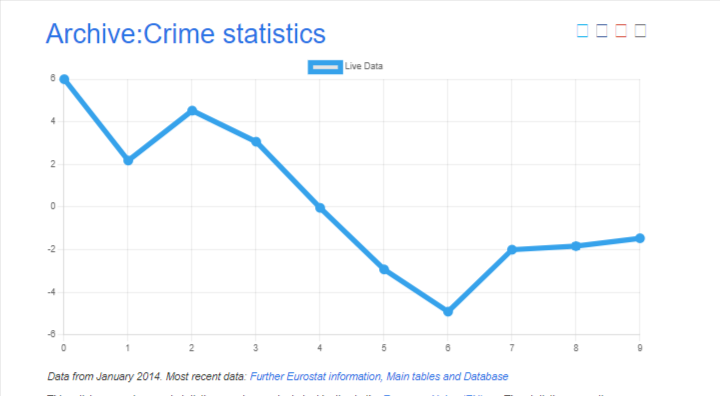 Archive:Crime statistics
Live Data
6
4
2
0
-2
-4
-6
0 1 2 3 4 5 6 7 8 9
Data from January 2014. Most recent data: Further Eurostat information, Main tables and Database